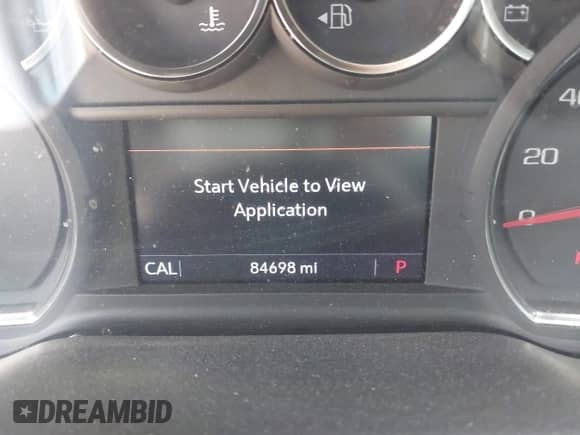 40
20
0
Start Vehicle to View
Application
CAL 84698 mi P
DREAMBID